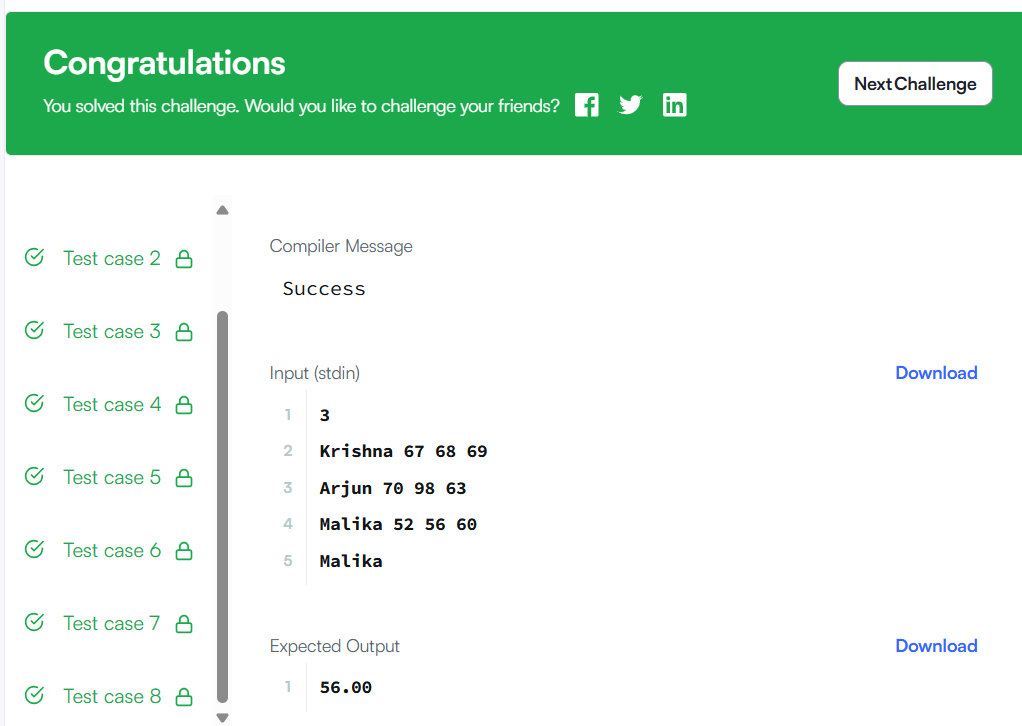 Congratulations
You solved this challenge. Would you like to challenge your friends?
Next Challenge
Test case 2
Test case 3
Test case 4
Test case 5
Test case 6
Test case 7
Test case 8
Compiler Message
Success
Input (stdin)
Download
1 3
2 Krishna 67 68 69
3 Arjun 70 98 63
4 Malika 52 56 60
5 Malika
Expected Output
Download
1 56.00